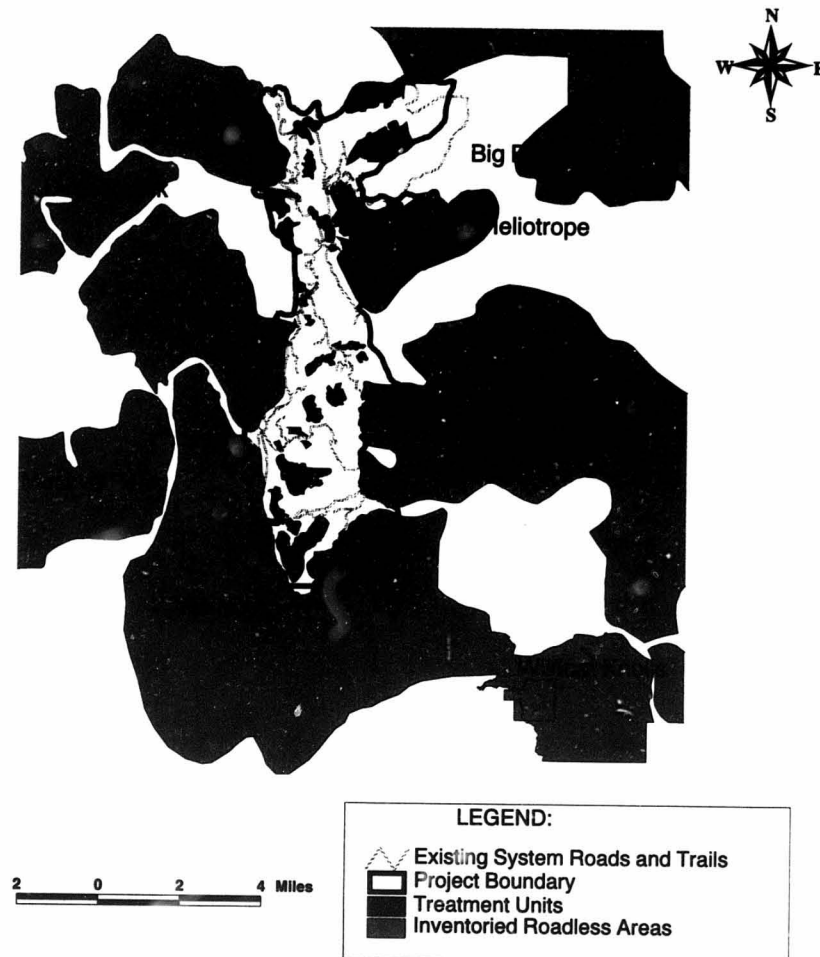 N
W E
S
Big
Heliotrope
LEGEND:
Existing System Roads and Trails
Project Boundary
Treatment Units
Inventoried Roadless Areas
2 0 2 4 Miles